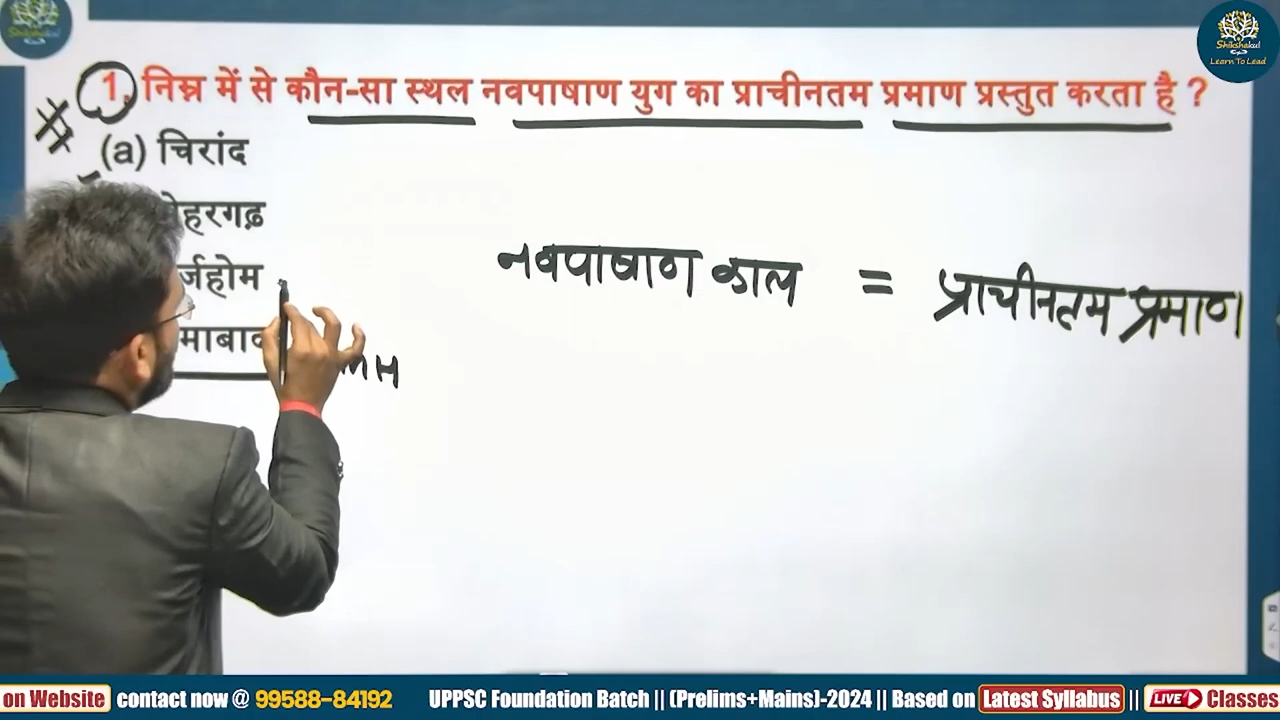 Shikshakul
Shikshakul
Learn To Lead
1. निम्न में से कौन-सा स्थल नवपाषाण युग का प्राचीनतम प्रमाण प्रस्तुत करता है ?
(a) चिरांद
नवपाषाण काल = प्राचीनतम प्रमाण
on Website contact now @ 99588-84192 UPPSC Foundation Batch || (Prelims+Mains)-2024 || Based on Latest Syllabus || LIVE Classes